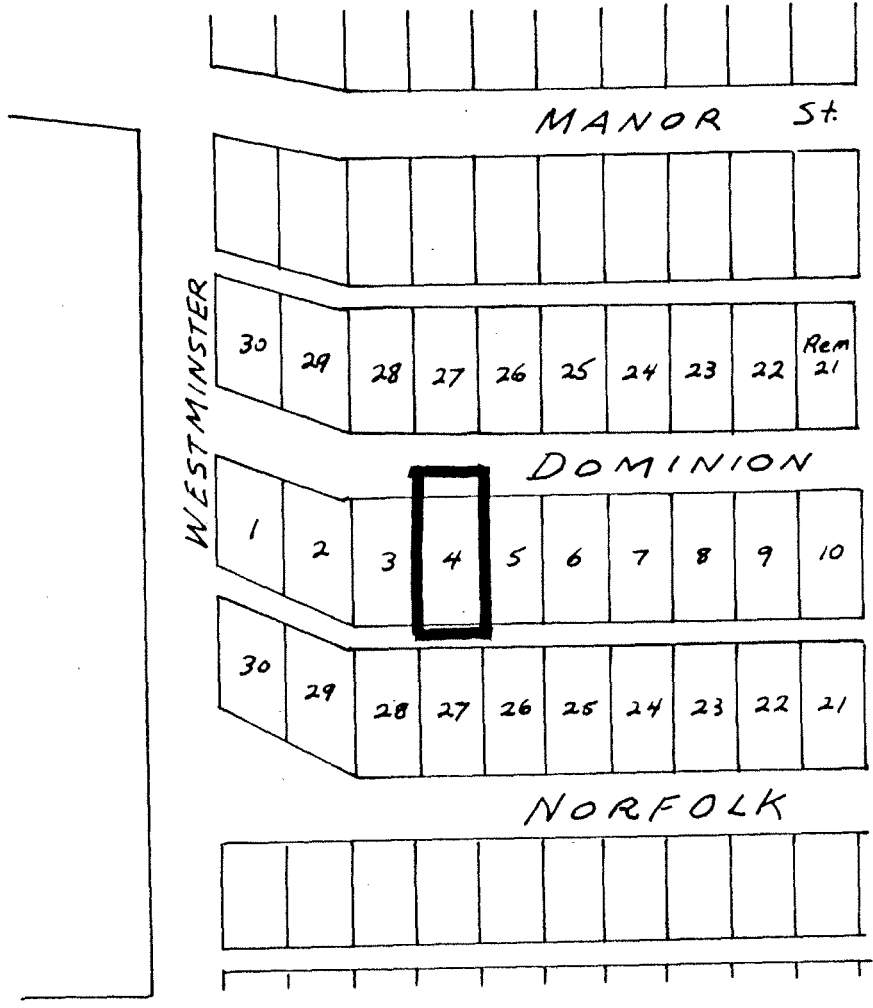 MANOR St.
WESTMINSTER
30 29 28 27 26 25 24 23 22 Rem 21
DOMINION
1 2 3 4 5 6 7 8 9 10
30 29 28 27 26 25 24 23 22 21
NORFOLK